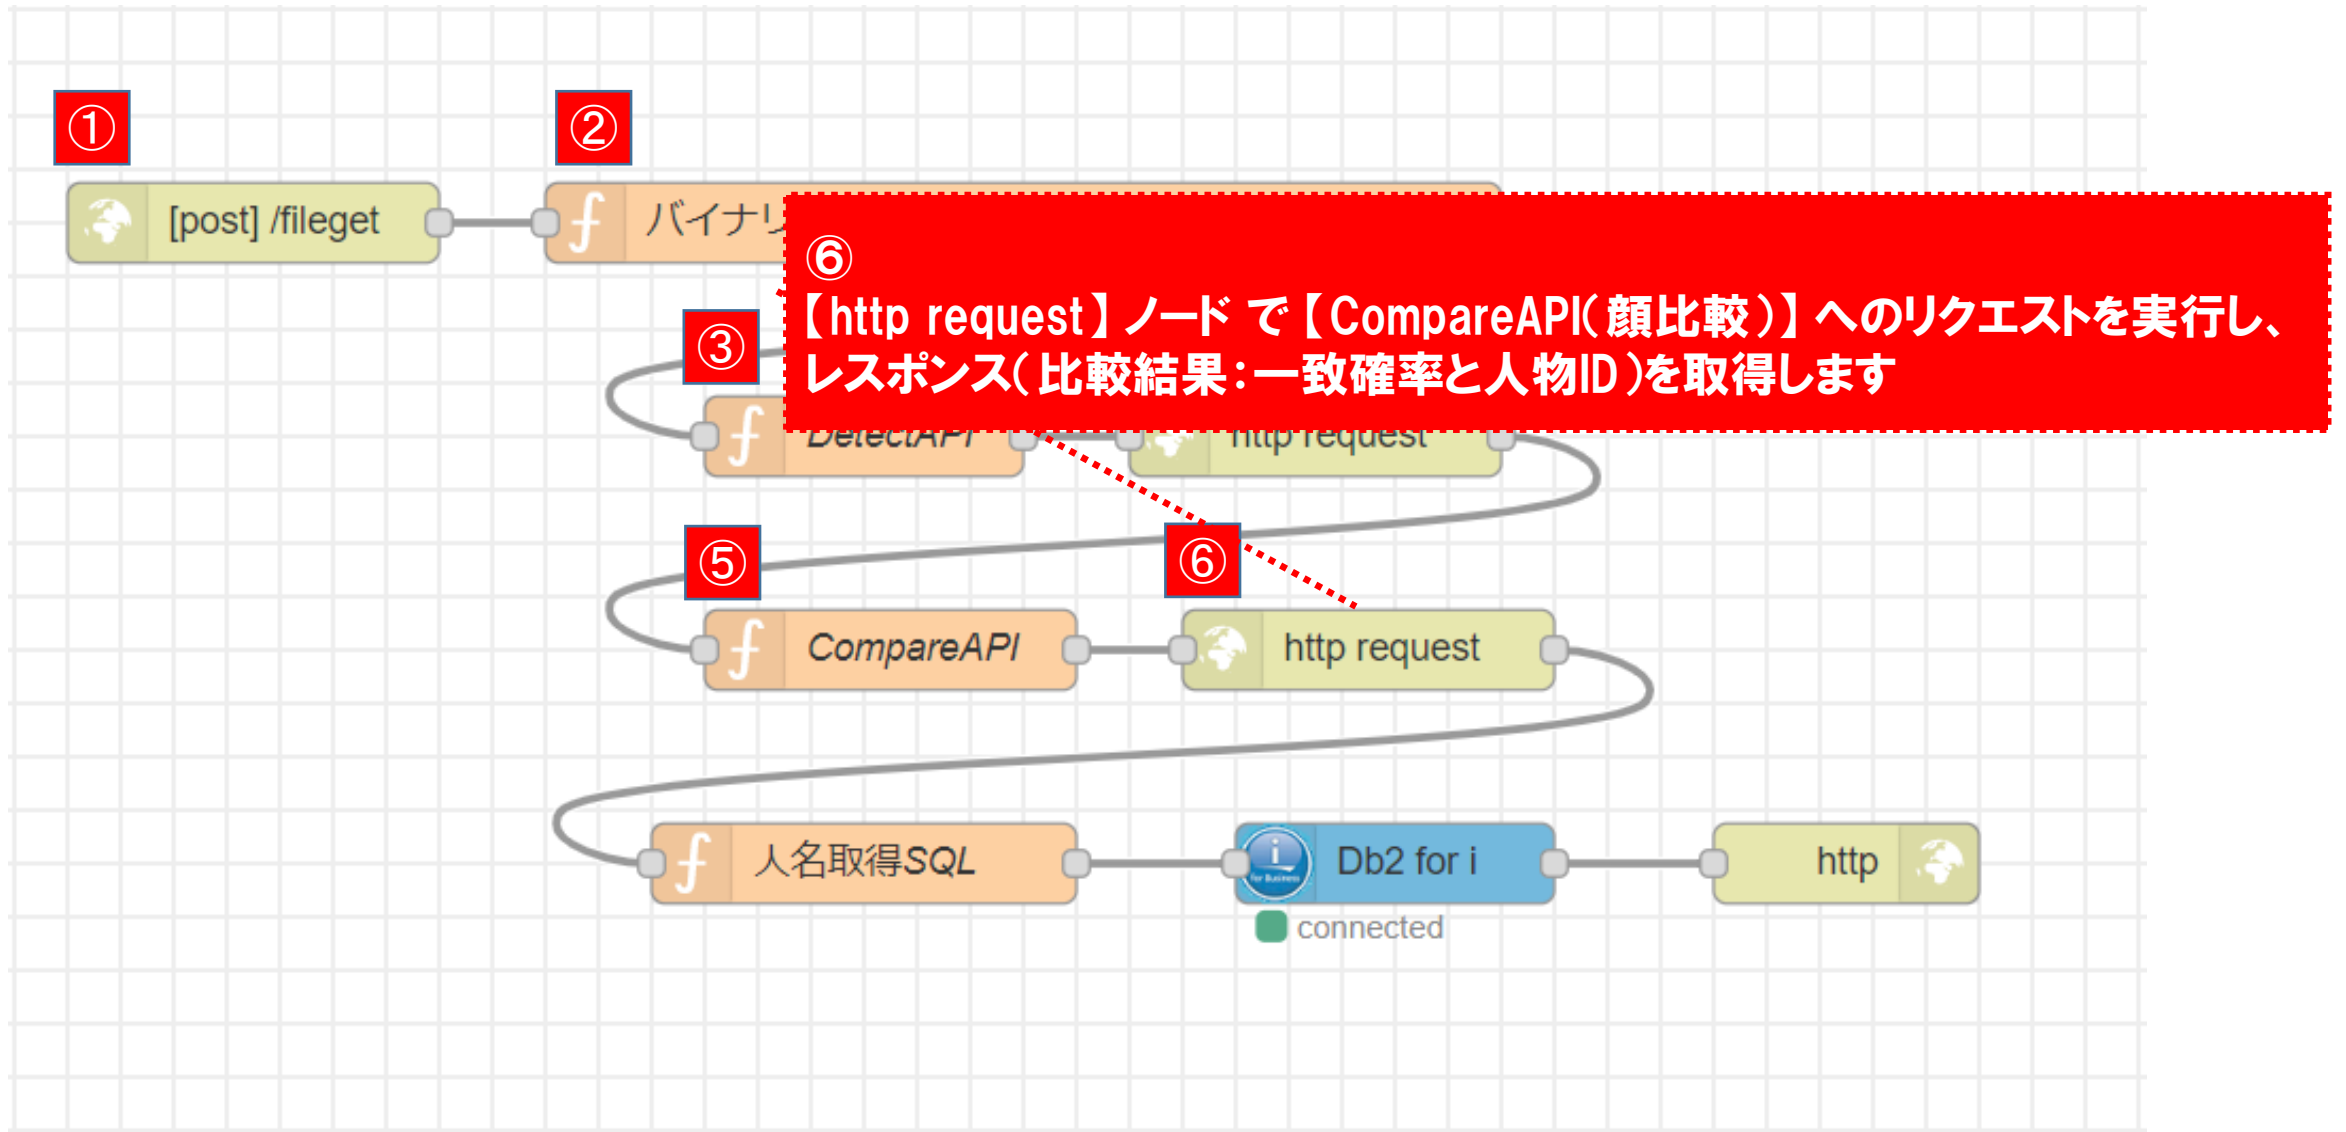 ①
②
[post] /fileget
バイナリ
⑥
【http request】ノードで【CompareAPI(顔比較)】へのリクエストを実行し、
レスポンス(比較結果:一致確率と人物ID)を取得します
③
DetectAPI
http request
⑤
⑥
CompareAPI
http request
人名取得SQL
i
for Business
Db2 for i
http
connected